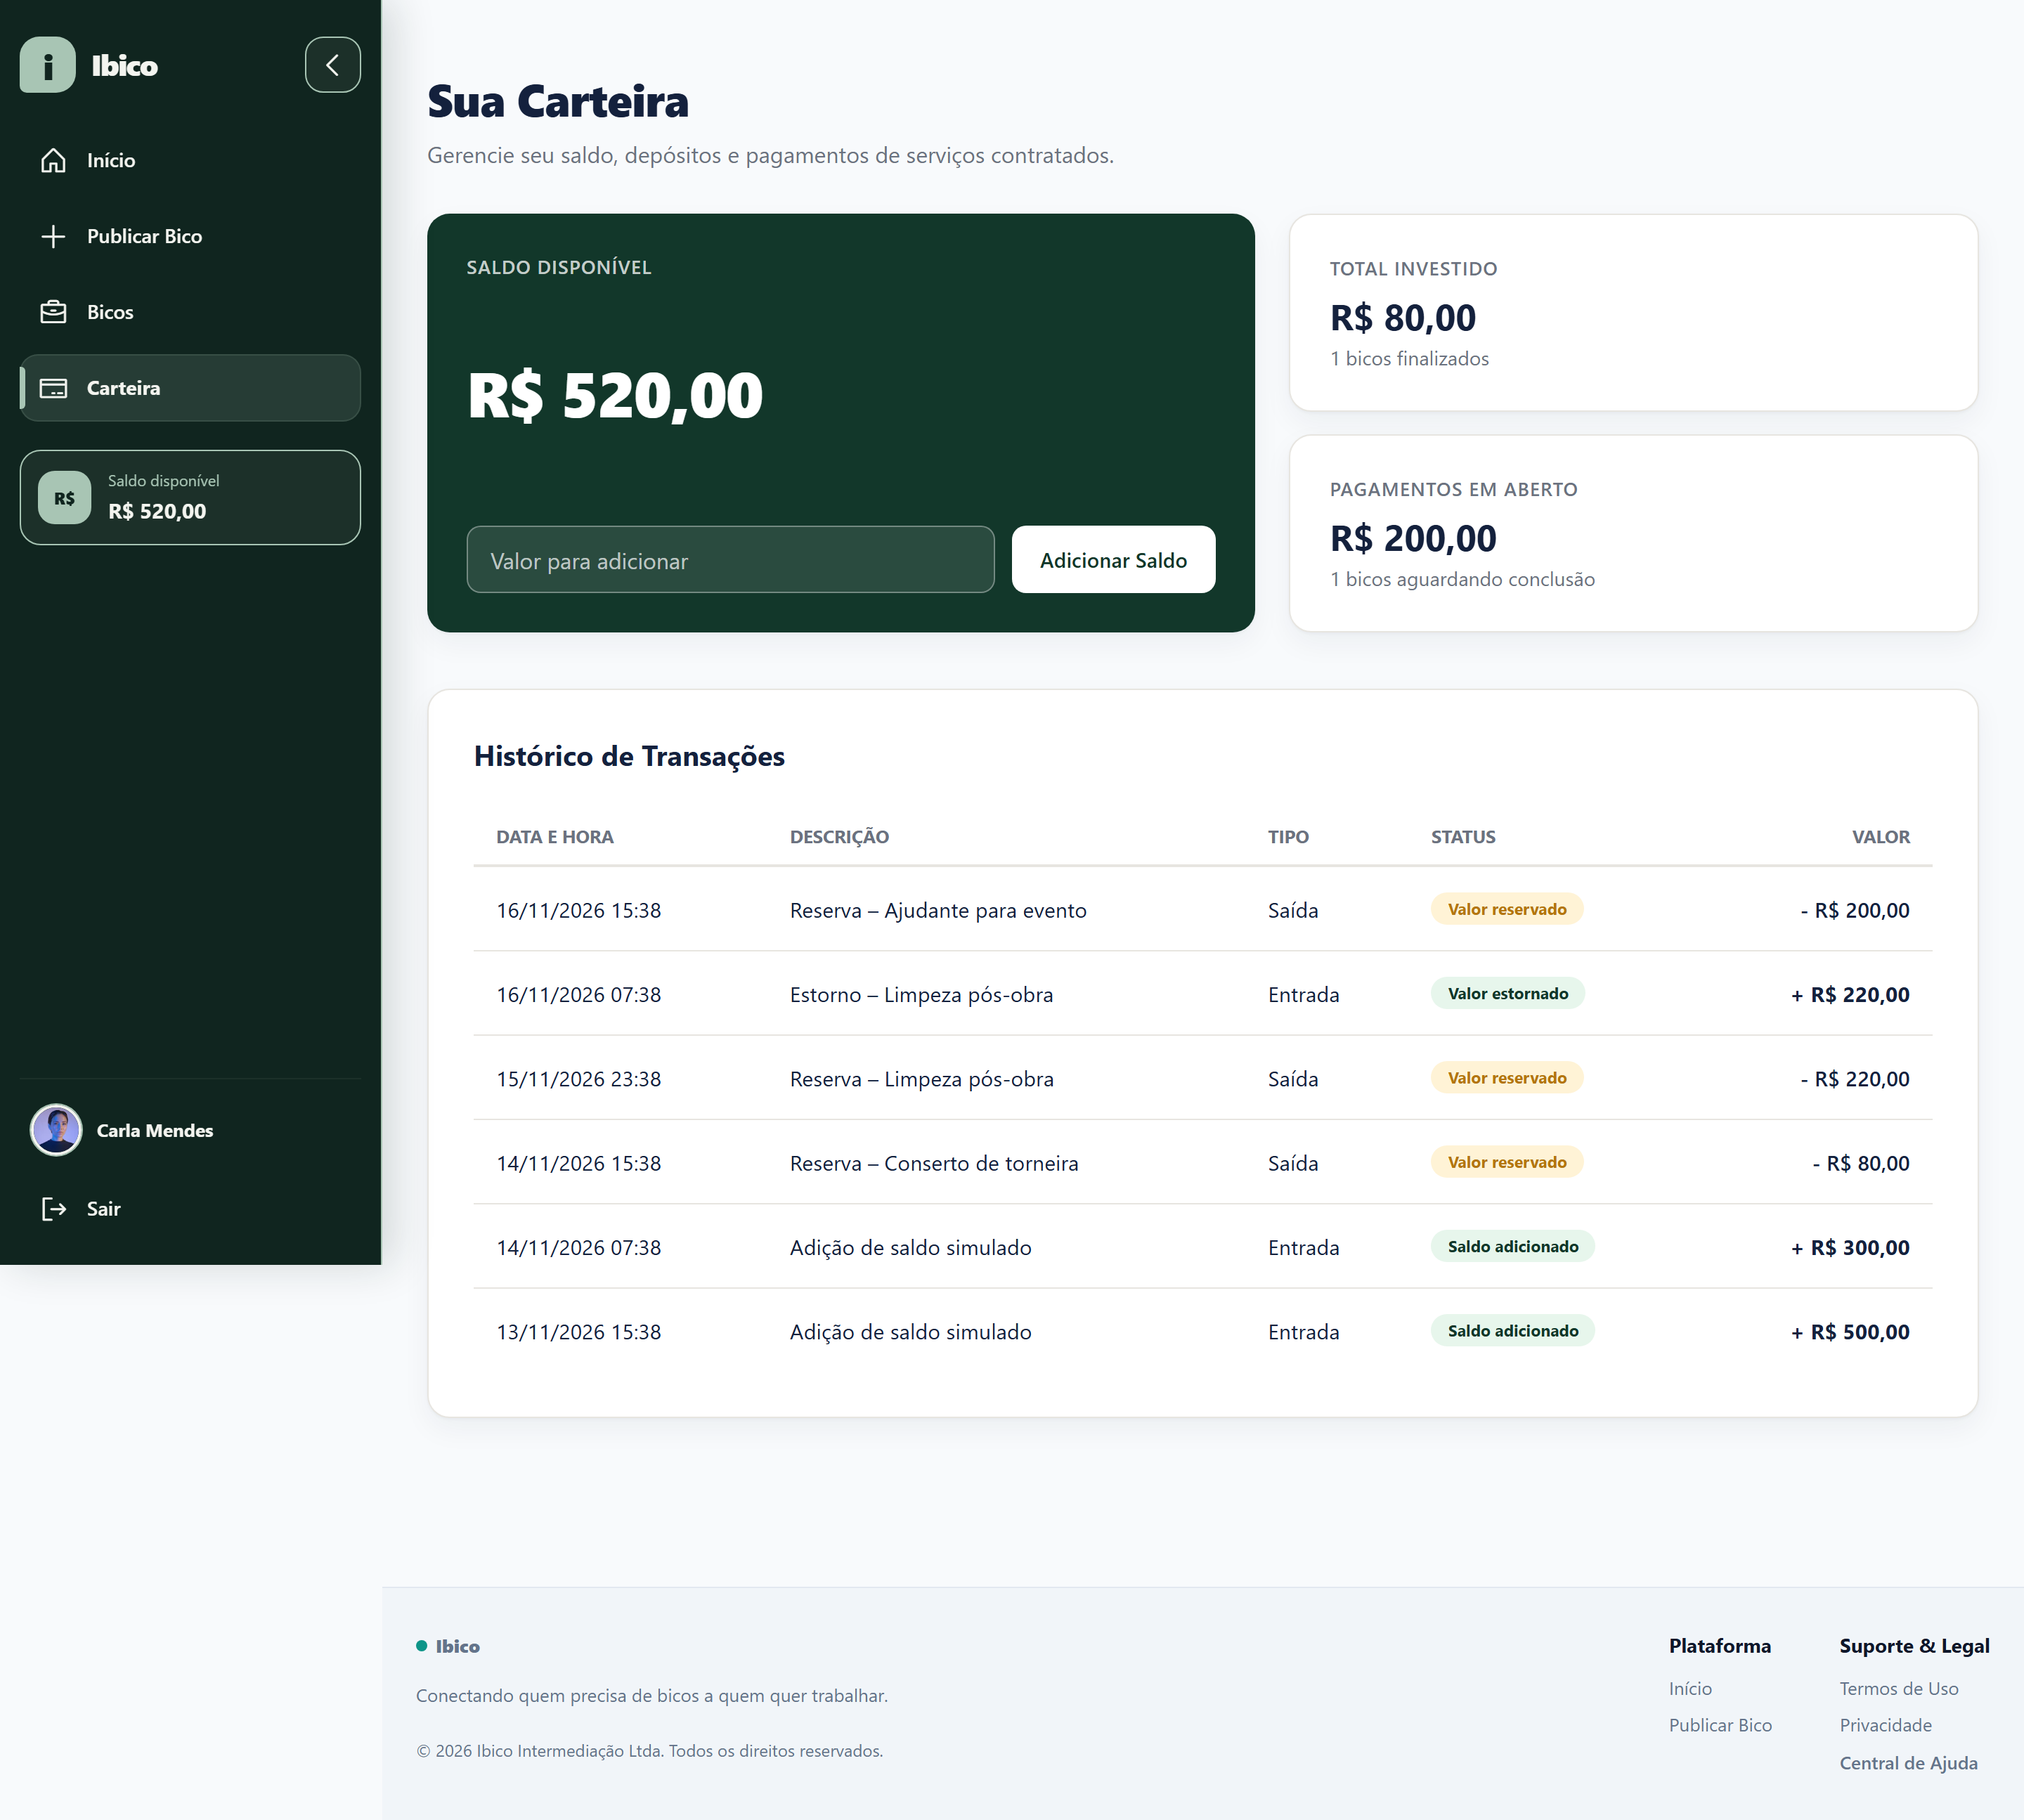 i Ibico
Início
Publicar Bico
Bicos
Carteira
R$ Saldo disponível
R$ 520,00
Carla Mendes
Sair
Sua Carteira
Gerencie seu saldo, depósitos e pagamentos de serviços contratados.
SALDO DISPONÍVEL
R$ 520,00
Valor para adicionar Adicionar Saldo
TOTAL INVESTIDO
R$ 80,00
1 bicos finalizados
PAGAMENTOS EM ABERTO
R$ 200,00
1 bicos aguardando conclusão
Histórico de Transações
DATA E HORA DESCRIÇÃO TIPO STATUS VALOR
16/11/2026 15:38 Reserva – Ajudante para evento Saída Valor reservado - R$ 200,00
16/11/2026 07:38 Estorno – Limpeza pós-obra Entrada Valor estornado + R$ 220,00
15/11/2026 23:38 Reserva – Limpeza pós-obra Saída Valor reservado - R$ 220,00
14/11/2026 15:38 Reserva – Conserto de torneira Saída Valor reservado - R$ 80,00
14/11/2026 07:38 Adição de saldo simulado Entrada Saldo adicionado + R$ 300,00
13/11/2026 15:38 Adição de saldo simulado Entrada Saldo adicionado + R$ 500,00
Ibico
Conectando quem precisa de bicos a quem quer trabalhar.
© 2026 Ibico Intermediação Ltda. Todos os direitos reservados.
Plataforma
Início
Publicar Bico
Suporte & Legal
Termos de Uso
Privacidade
Central de Ajuda